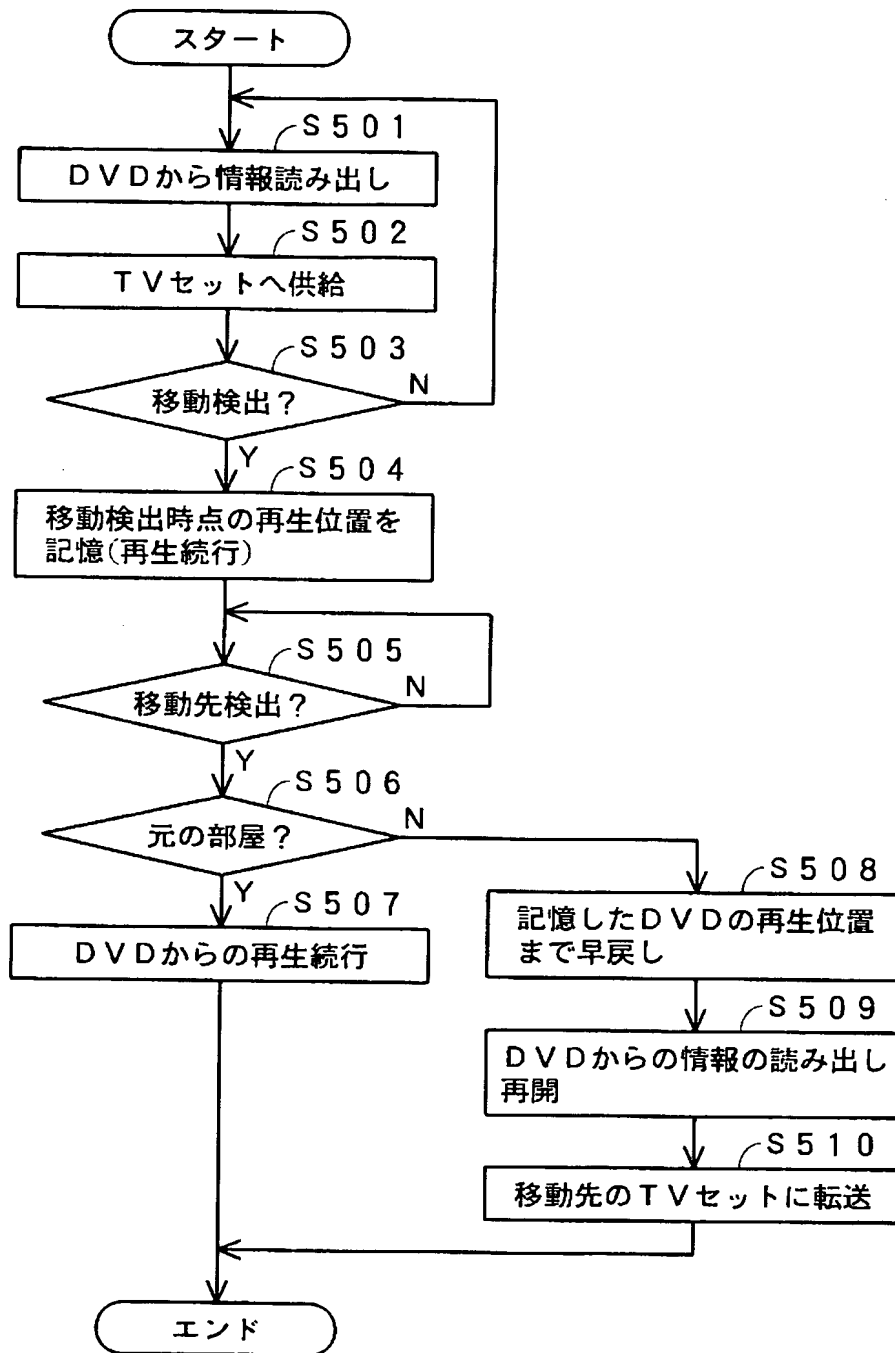 スタート
S501
DVDから情報読み出し
S502
TVセットへ供給
S503
移動検出?
N
Y
S504
移動検出時点の再生位置を
記憶(再生続行)
S505
移動先検出?
N
Y
S506
元の部屋?
N
Y
S507
DVDからの再生続行
S508
記憶したDVDの再生位置
まで早戻し
S509
DVDからの情報の読み出し
再開
S510
移動先のTVセットに転送
エンド